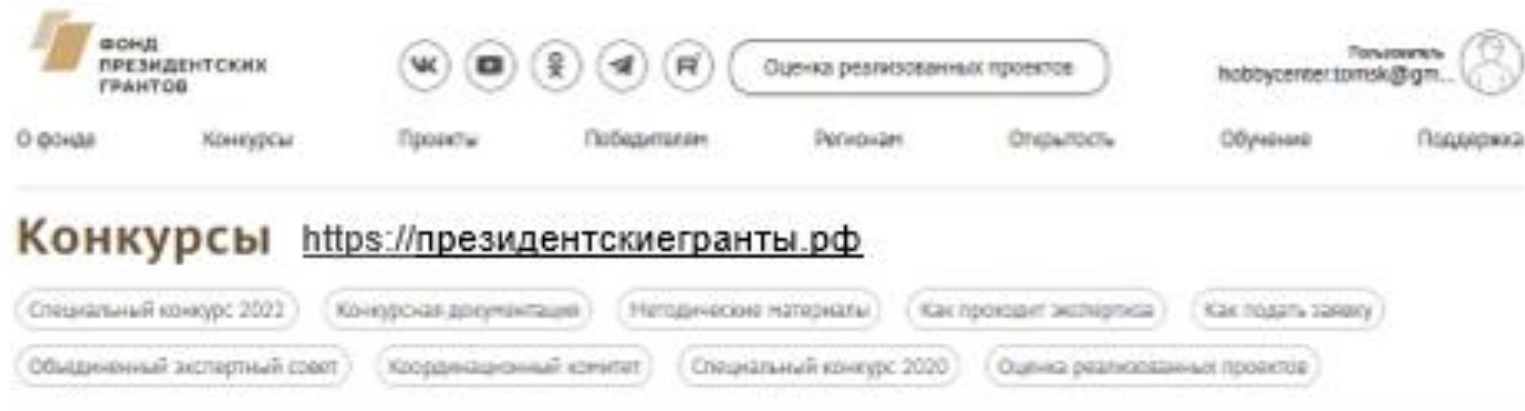 ФОНД
ПРЕЗИДЕНТСКИХ
ГРАНТОВ
Оценка реализованных проектов
Пользователь
hobbycenter.tomsk@gm...
О фонде Конкурсы Проекты Победителям Регионам Открытость Обучение Поддержка
Конкурсы https://президентскиегранты.рф
Специальный конкурс 2022 Конкурсная документация Методические материалы Как проходит экспертиза Как подать заявку
Объединенный экспертный совет Координационный комитет Специальный конкурс 2020 Оценка реализованных проектов